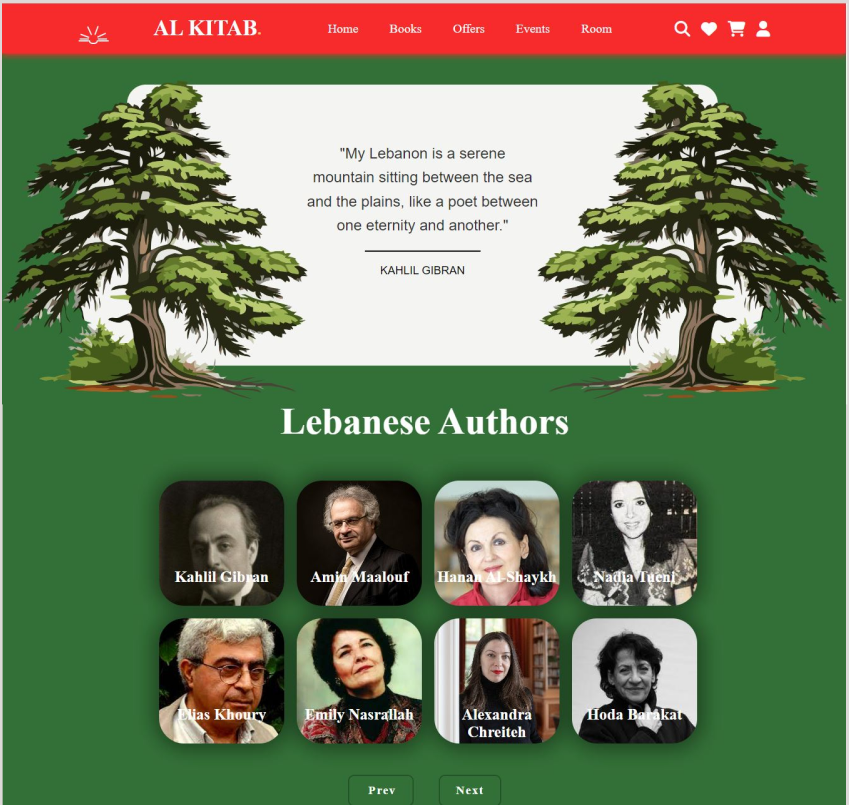 AL KITAB.
Home Books Offers Events Room
"My Lebanon is a serene
mountain sitting between the sea
and the plains, like a poet between
one eternity and another."
KAHLIL GIBRAN
Lebanese Authors
Kahlil Gibran
Amin Maalouf
Hanan Al-Shaykh
Nadia Tueni
Elias Khoury
Emily Nasrallah
Alexandra
Chreiteh
Hoda Barakat
Prev
Next